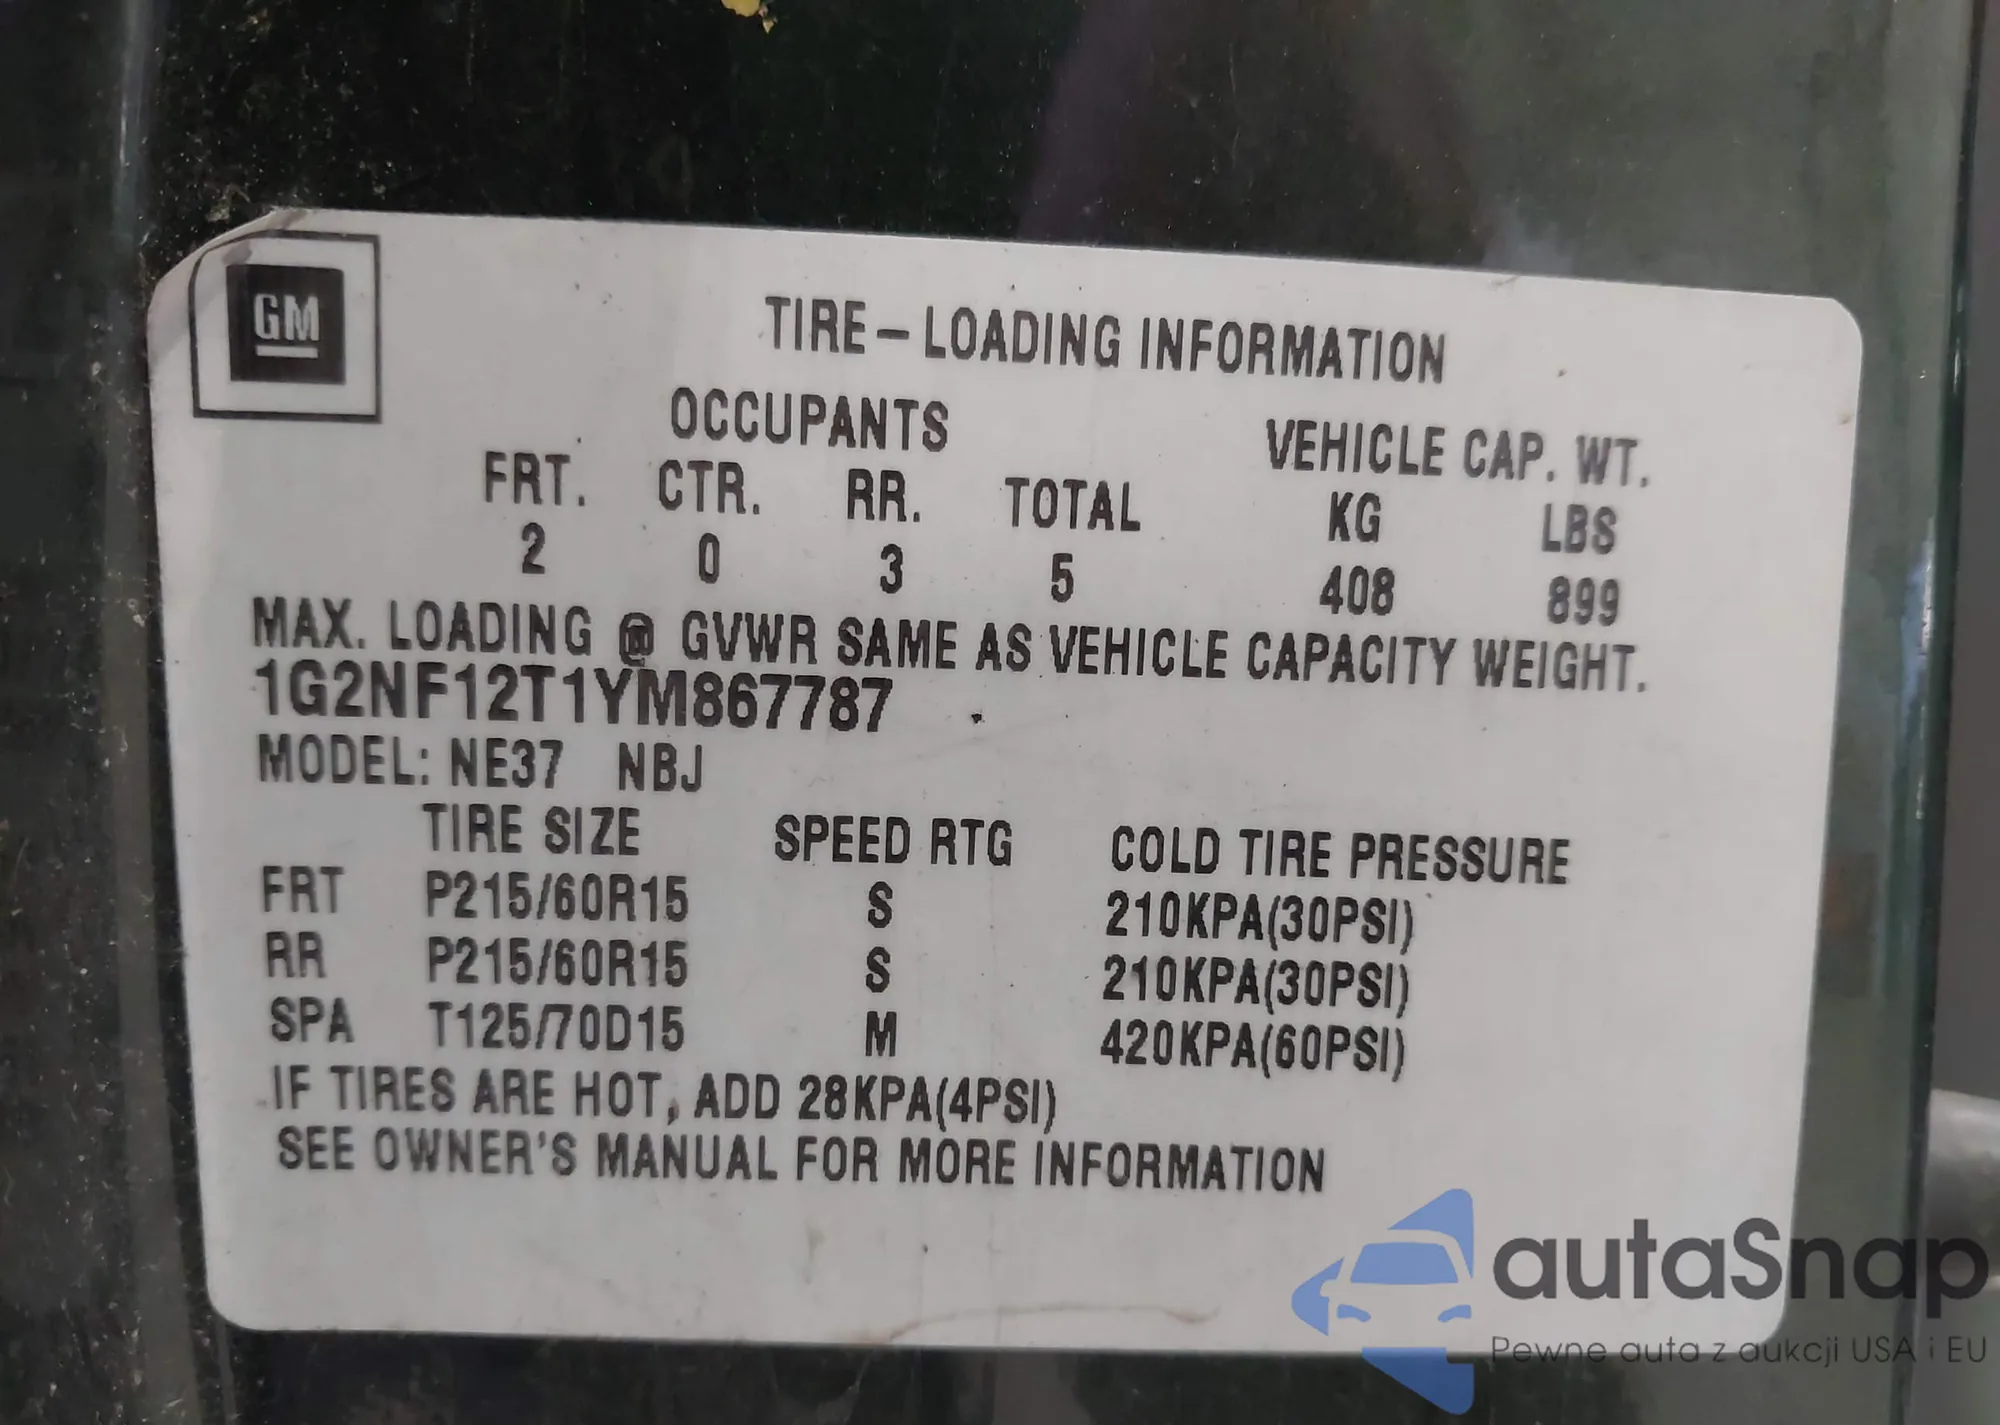 GM
TIRE – LOADING INFORMATION
OCCUPANTS VEHICLE CAP. WT.
FRT. CTR. RR. TOTAL KG LBS
2 0 3 5 408 899
MAX. LOADING @ GVWR SAME AS VEHICLE CAPACITY WEIGHT.
1G2NF12T1YM867787
MODEL: NE37 NBJ
TIRE SIZE SPEED RTG COLD TIRE PRESSURE
FRT P215/60R15 S 210KPA(30PSI)
RR P215/60R15 S 210KPA(30PSI)
SPA T125/70D15 M 420KPA(60PSI)
IF TIRES ARE HOT, ADD 28KPA(4PSI)
SEE OWNER'S MANUAL FOR MORE INFORMATION
autaSnap
Pewne auta z aukcji USA i EU